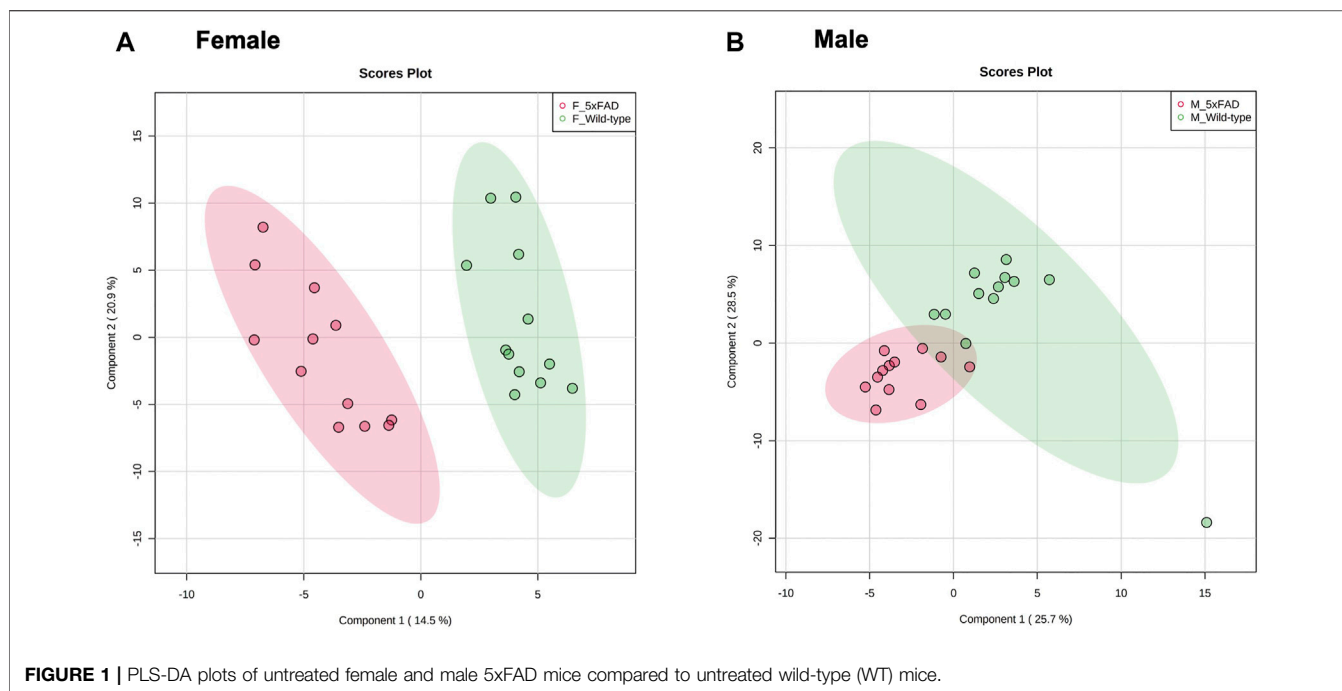 A Female
Scores Plot
F_5xFAD
F_Wild-type
15
10
5
0
-5
-10
-15
Component 2 ( 20.9 %)
-10 -5 0 5
Component 1 ( 14.5 %)
B Male
Scores Plot
M_5xFAD
M_Wild-type
20
10
0
-10
-20
Component 2 ( 28.5 %)
-10 -5 0 5 10 15
Component 1 ( 25.7 %)
FIGURE 1 | PLS-DA plots of untreated female and male 5xFAD mice compared to untreated wild-type (WT) mice.